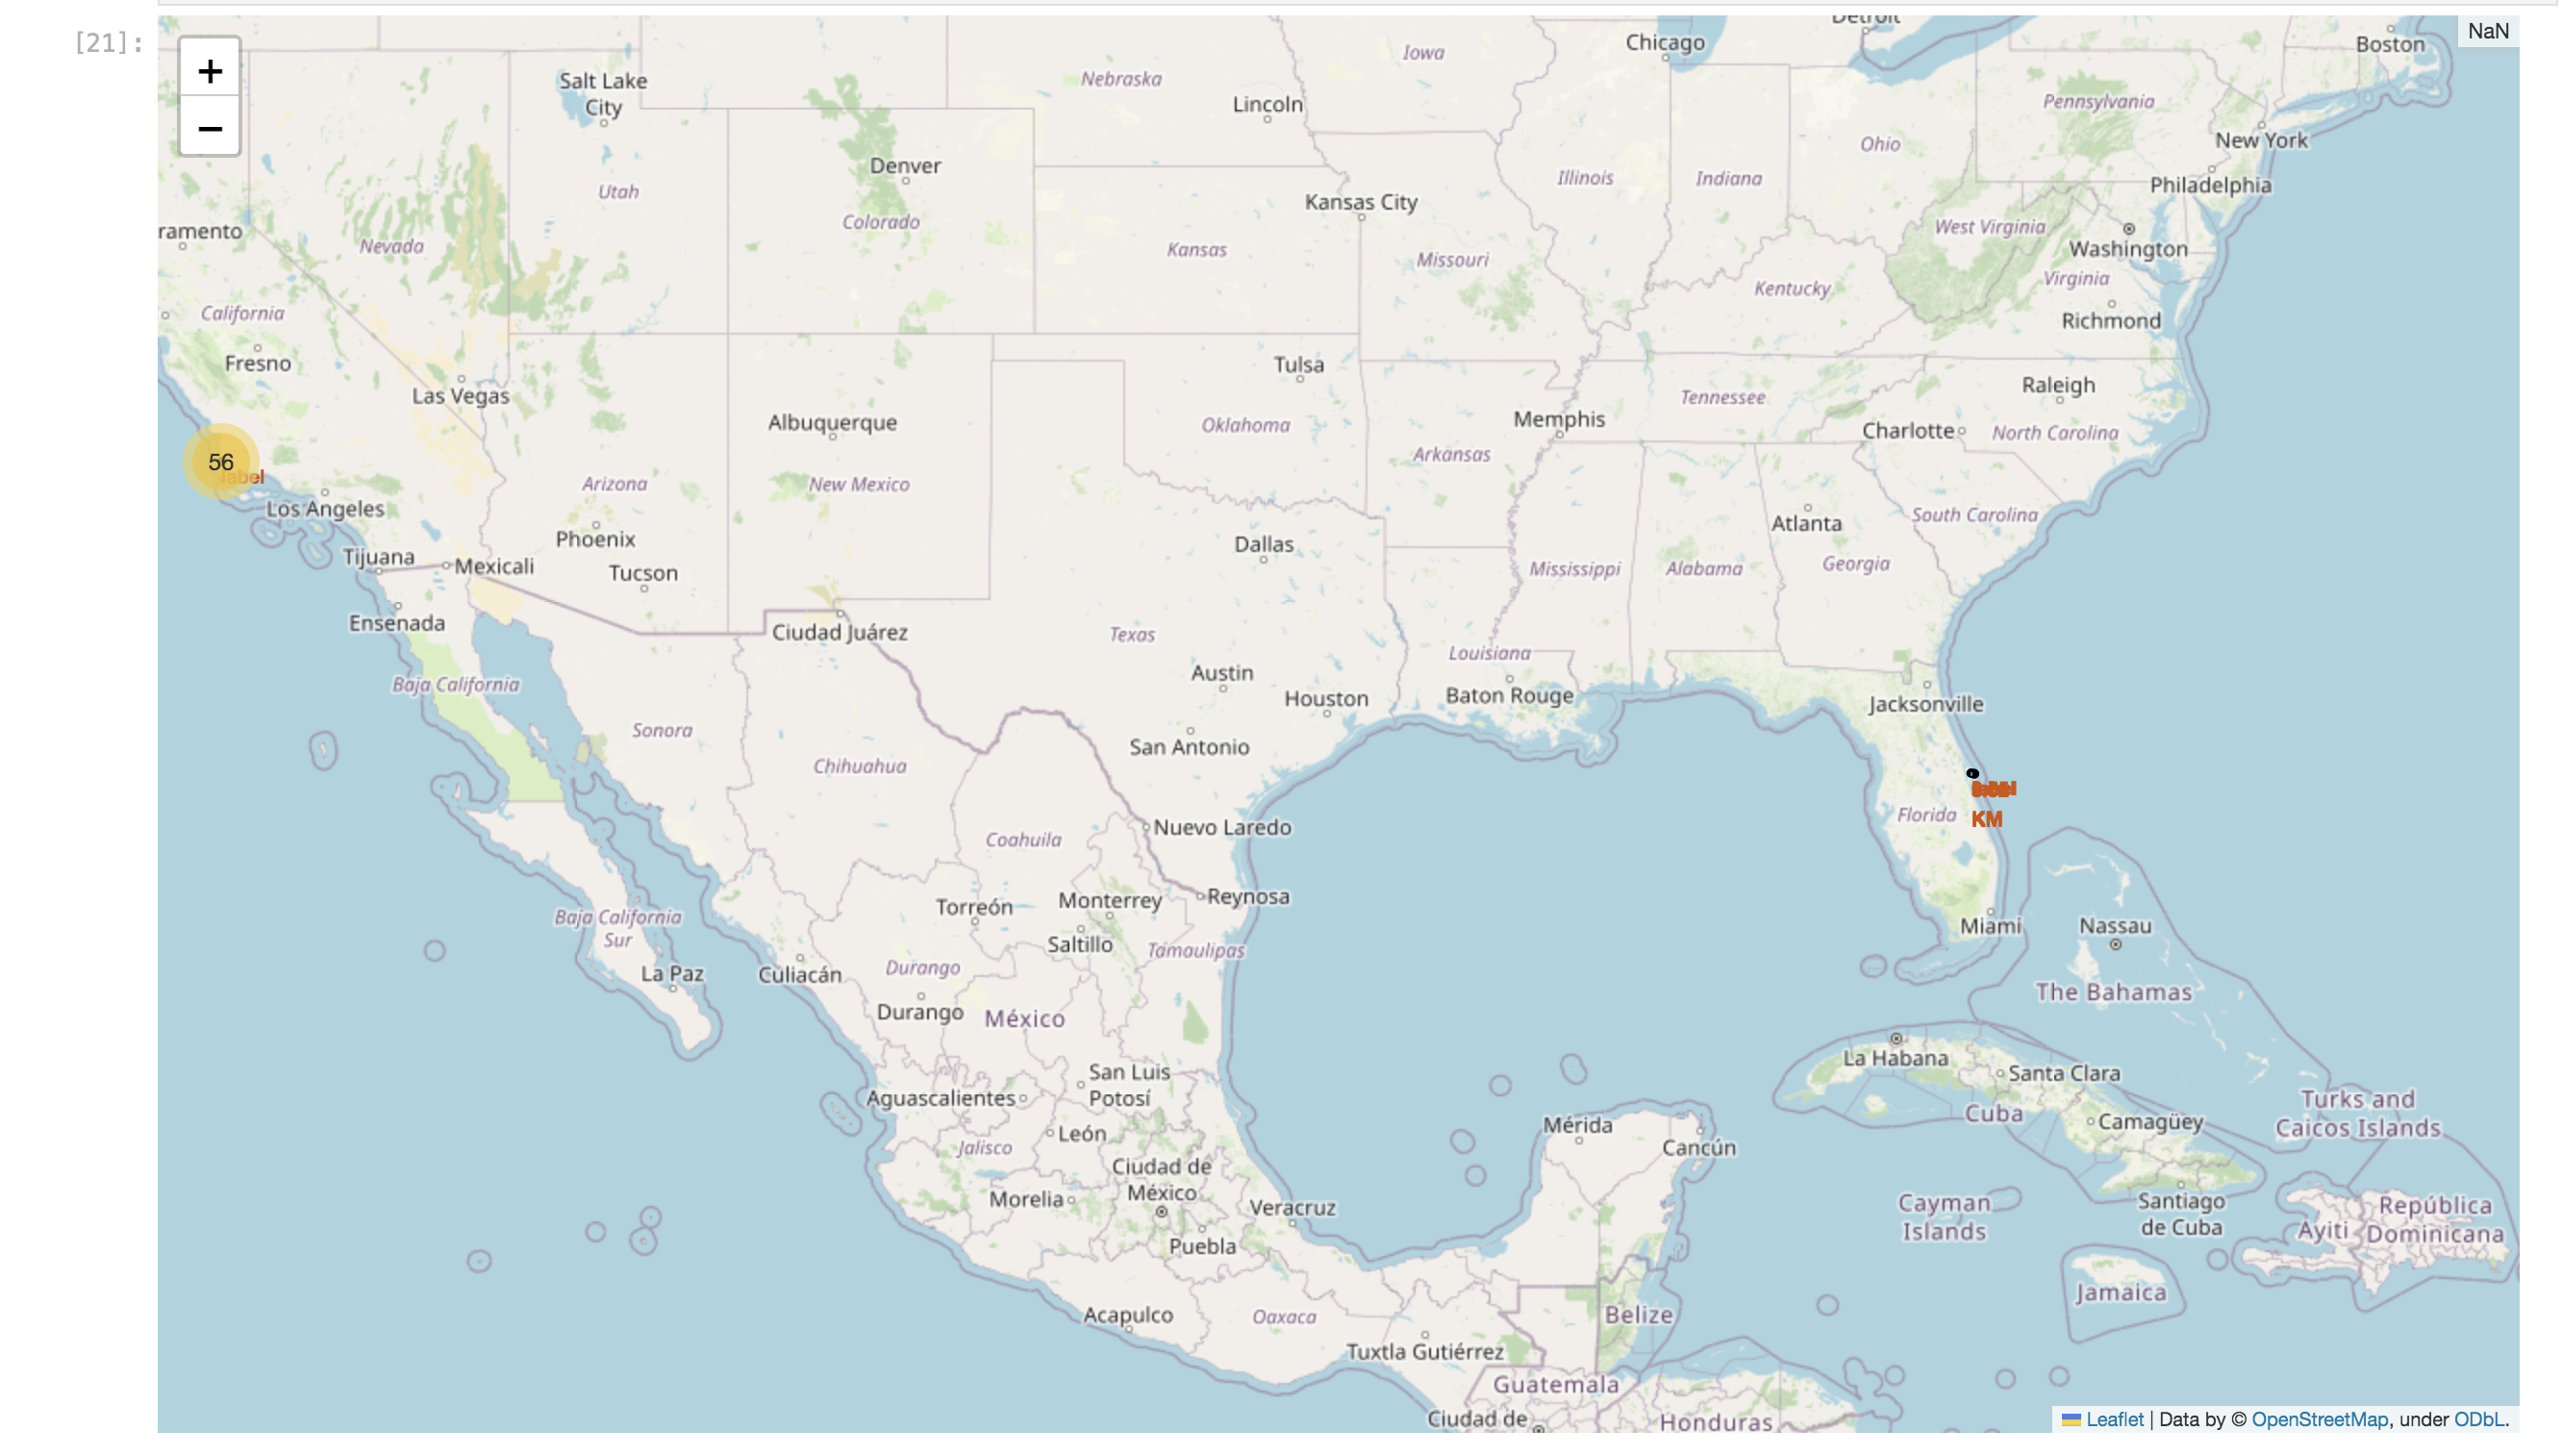 [21]:
+
−
NaN
Detroit
Chicago
Boston
Iowa
Salt Lake
City
Nebraska
Lincoln
Pennsylvania
New York
Ohio
Denver
Illinois
Indiana
Philadelphia
Utah
Kansas City
Colorado
West Virginia
ramento
Nevada
Kansas
Missouri
Washington
Virginia
Kentucky
California
Richmond
Fresno
Tulsa
Las Vegas
Raleigh
Tennessee
Albuquerque
Memphis
Oklahoma
Charlotte
North Carolina
56
label
Arkansas
Arizona
New Mexico
Los Angeles
South Carolina
Atlanta
Phoenix
Dallas
Tijuana
Mexicali
Tucson
Mississippi
Alabama
Georgia
Ensenada
Ciudad Juárez
Texas
Louisiana
Austin
Baja California
Baton Rouge
Houston
Jacksonville
Sonora
San Antonio
Chihuahua
Florida
KM
Nuevo Laredo
Coahuila
Reynosa
Monterrey
Torreón
Baja California
Sur
Miami
Nassau
Saltillo
Tamaulipas
Durango
La Paz
Culiacán
The Bahamas
Durango
México
La Habana
San Luis
Potosí
Santa Clara
Aguascalientes
Turks and
Caicos Islands
Cuba
Camagüey
Mérida
León
Jalisco
Cancún
Ciudad de
México
Morelia
Veracruz
Cayman
Islands
Santiago
de Cuba
República
Dominicana
Ayiti
Puebla
Jamaica
Acapulco
Oaxaca
Belize
Tuxtla Gutiérrez
Guatemala
Ciudad de
Honduras
Leaflet | Data by © OpenStreetMap, under ODbL.